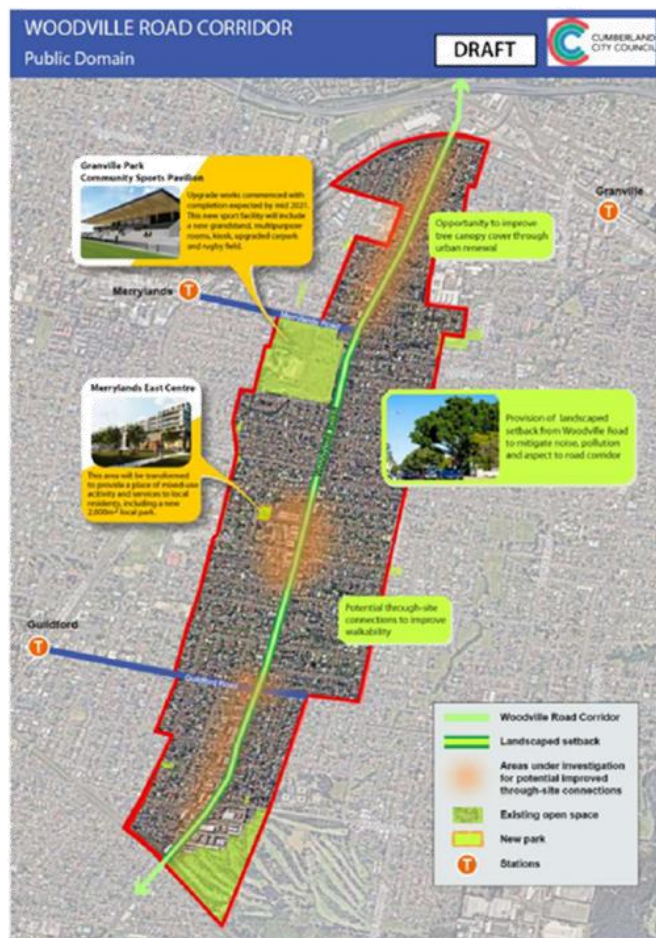 WOODVILLE ROAD CORRIDOR
Public Domain
DRAFT
CUMBERLAND
CITY COUNCIL
Granville Park
Community Sports Pavilion
Upgrade works commenced with
completion expected by mid 2021.
This new sport facility will include
a new grandstand, multipurpose
rooms, kiosk, upgraded carpark
and rugby field.
Granville
T
Opportunity to improve
tree canopy cover through
urban renewal
Merrylands
T
Merrylands Road
Merrylands East Centre
This area will be transformed
to provide a place of mixed-use
activity and services to local
residents, including a new
2,000m² local park.
Provision of landscaped
setback from Woodville Road
to mitigate noise, pollution
and aspect to road corridor
Potential through-site
connections to improve
walkability
Guildford
T
Guildford Road
Woodville Road Corridor
Landscaped setback
Areas under investigation
for potential improved
through-site connections
Existing open space
New park
T
Stations